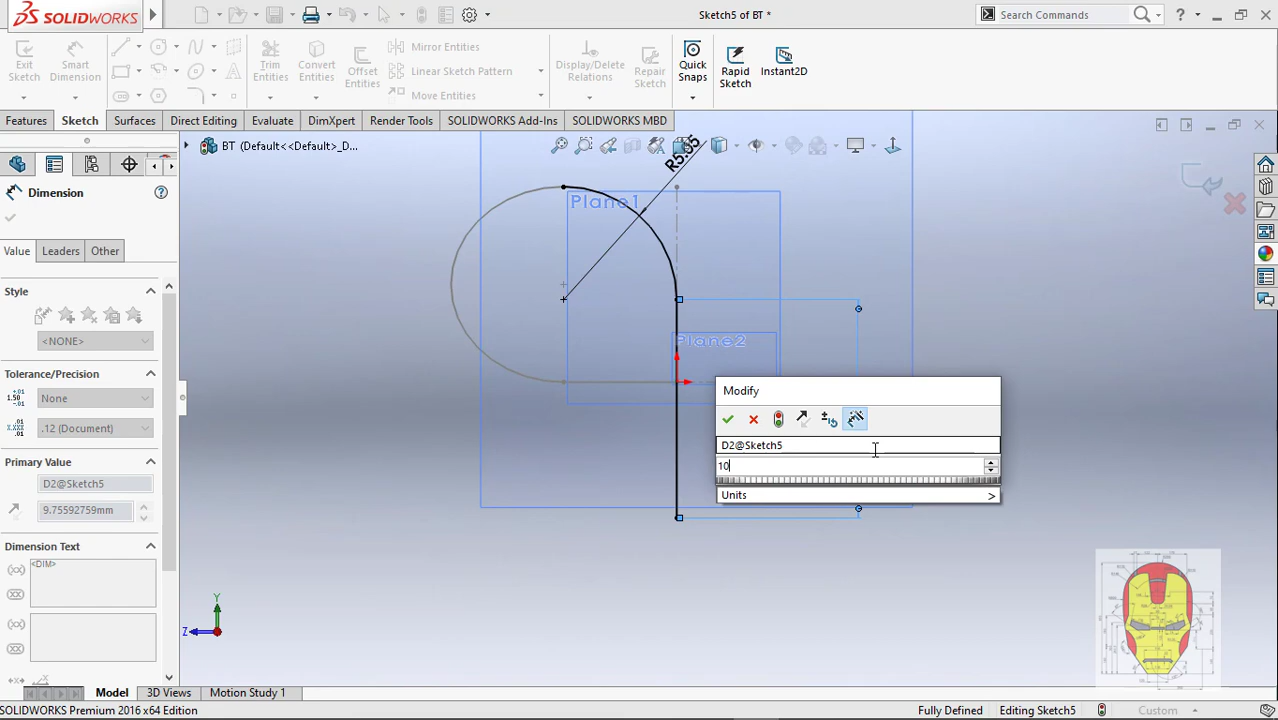 SOLIDWORKS
Sketch5 of BT *
Search Commands
?
Exit Sketch
Smart Dimension
Trim Entities
Convert Entities
Offset Entities
Mirror Entities
Linear Sketch Pattern
Move Entities
Display/Delete Relations
Repair Sketch
Quick Snaps
Rapid Sketch
Instant2D
Features
Sketch
Surfaces
Direct Editing
Evaluate
DimXpert
Render Tools
SOLIDWORKS Add-Ins
SOLIDWORKS MBD
BT (Default<<Default>_D...
Dimension
Value
Leaders
Other
Style
<NONE>
Tolerance/Precision
None
.12 (Document)
Primary Value
D2@Sketch5
9.75592759mm
Dimension Text
<DIM>
R5.55
Plane1
Plane2
Modify
D2@Sketch5
10
Units >
Y
Z
Model
3D Views
Motion Study 1
SOLIDWORKS Premium 2016 x64 Edition
Fully Defined
Editing Sketch5
Custom